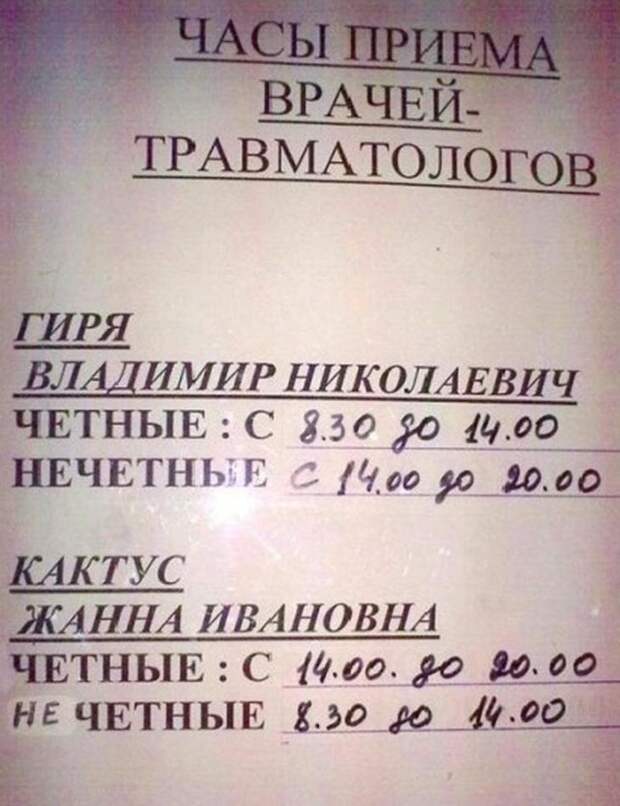 ЧАСЫ ПРИЕМА
ВРАЧЕЙ-
ТРАВМАТОЛОГОВ
ГИРЯ
ВЛАДИМИР НИКОЛАЕВИЧ
ЧЕТНЫЕ : С 8.30 до 14.00
НЕЧЕТНЫЕ С 14.00 до 20.00
КАКТУС
ЖАННА ИВАНОВНА
ЧЕТНЫЕ : С 14.00. до 20.00
НЕ ЧЕТНЫЕ 8.30 до 14.00